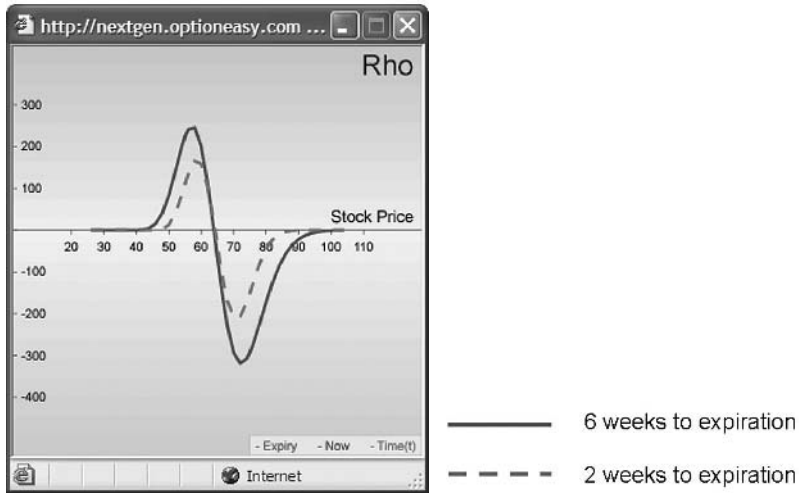 http://nextgen.optioneasy.com ...
Rho
300
200
100
Stock Price
20 30 40 50 60 70 80 90 100 110
-100
-200
-300
-400
- Expiry - Now - Time(t)
Internet
6 weeks to expiration
2 weeks to expiration